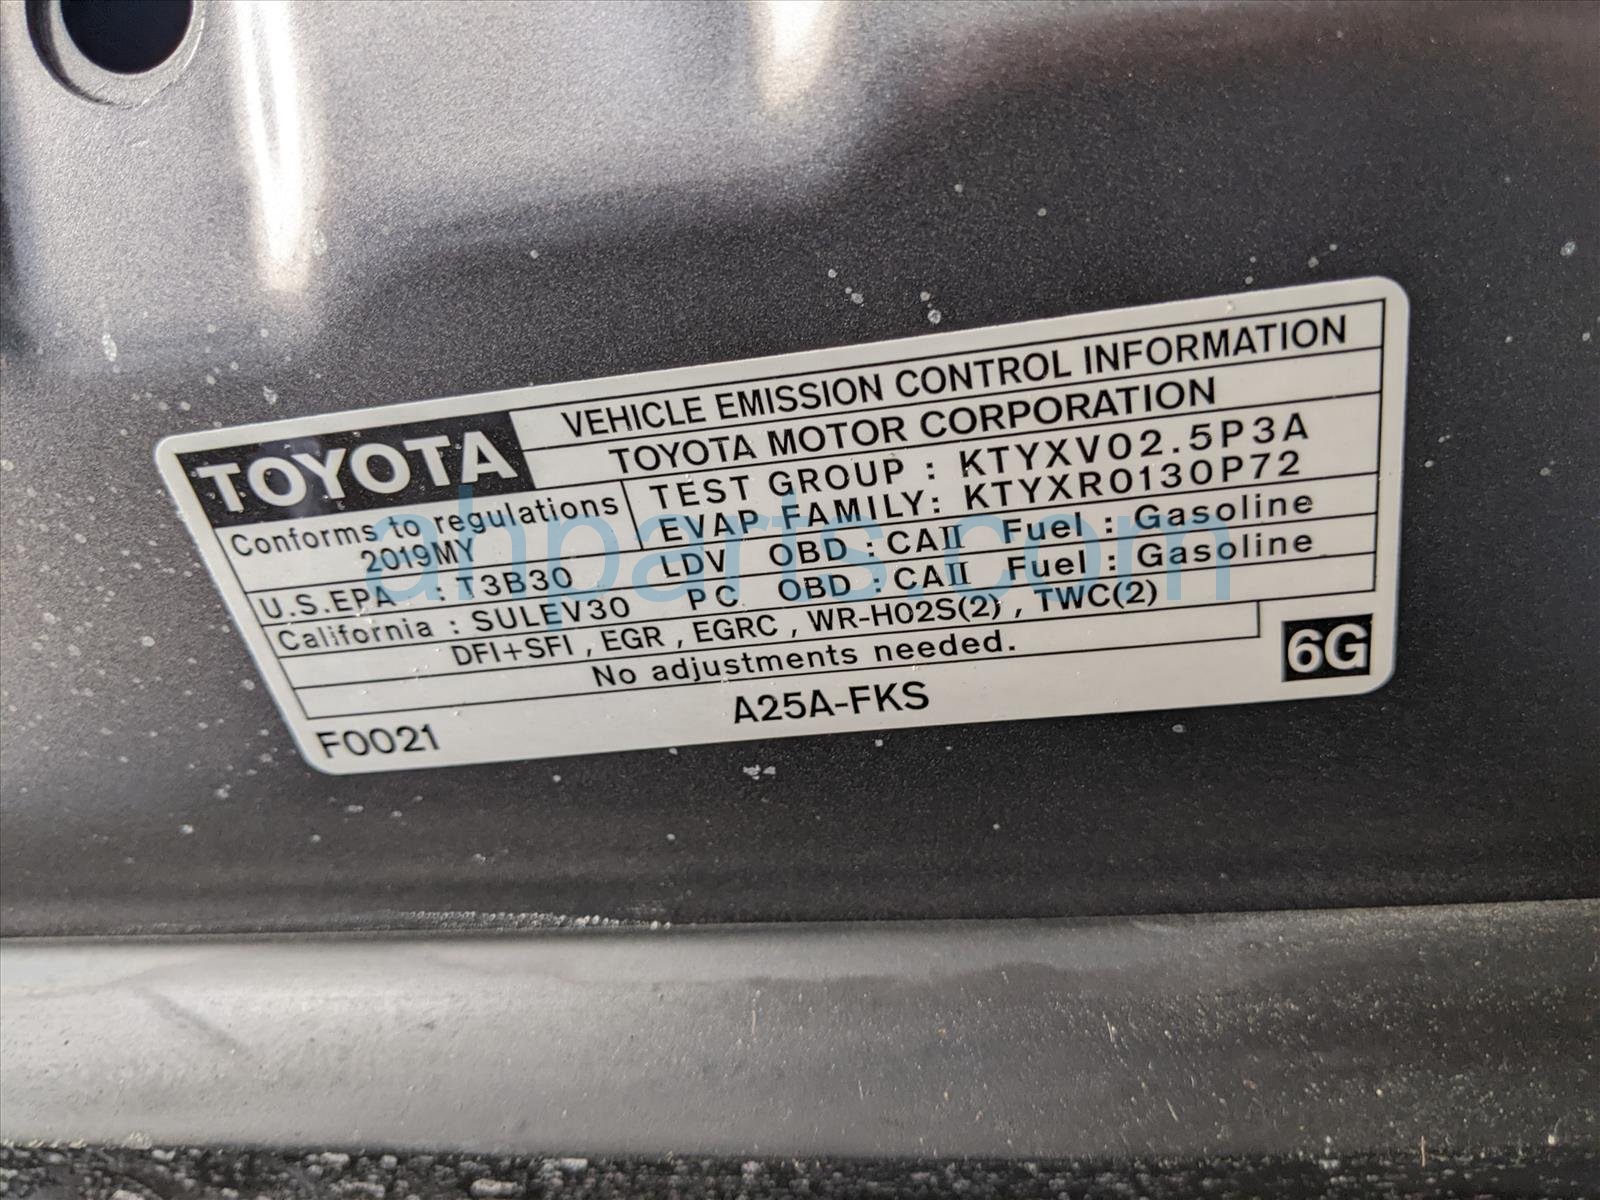 TOYOTA
VEHICLE EMISSION CONTROL INFORMATION
TOYOTA MOTOR CORPORATION
Conforms to regulations
2019MY
TEST GROUP : KTYXV02.5P3A
EVAP FAMILY: KTYXR0130P72
U.S.EPA : T3B30 LDV OBD : CAII Fuel : Gasoline
California : SULEV30 PC OBD : CAII Fuel : Gasoline
DFI+SFI , EGR , EGRC , WR-HO2S(2) , TWC(2)
No adjustments needed.
F0021 A25A-FKS 6G
ahparts.com